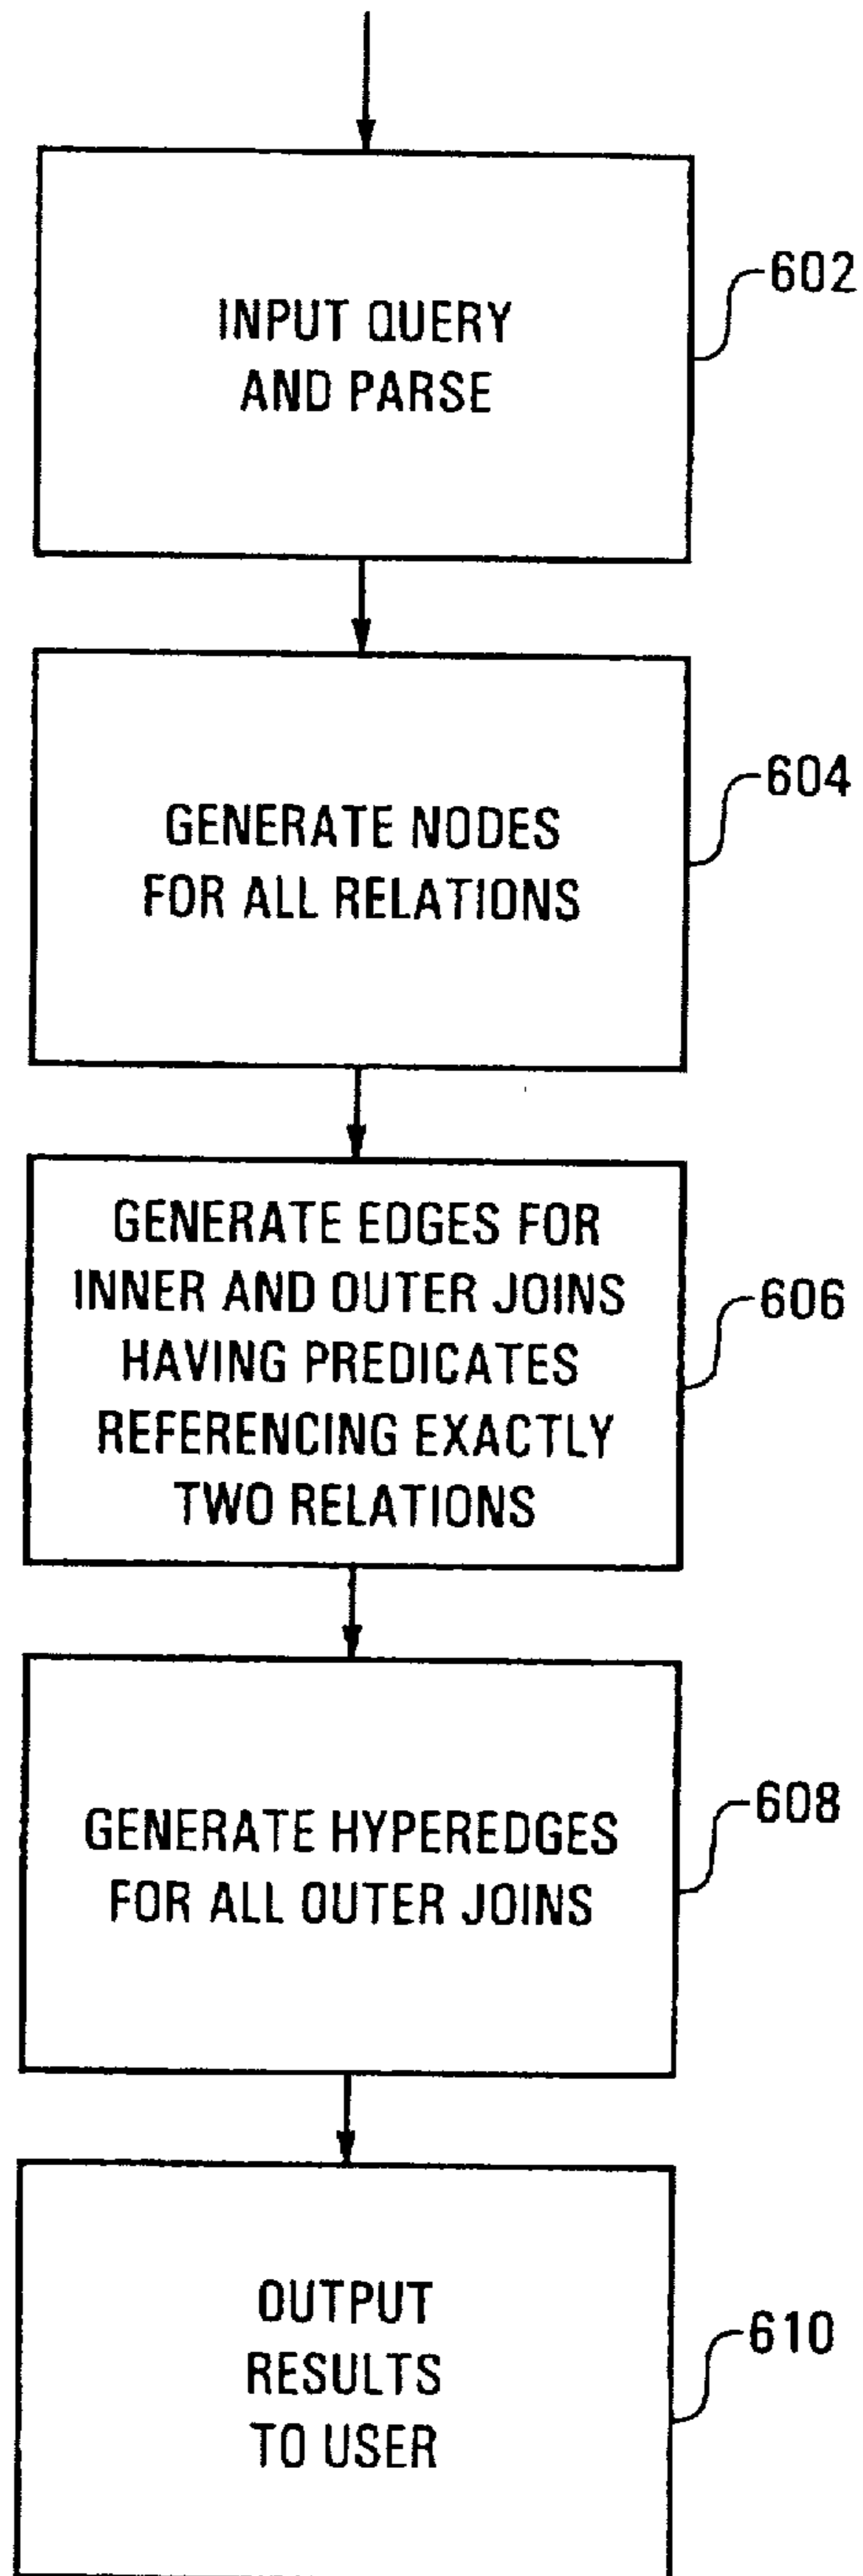 INPUT QUERY
AND PARSE
602
GENERATE NODES
FOR ALL RELATIONS
604
GENERATE EDGES FOR
INNER AND OUTER JOINS
HAVING PREDICATES
REFERENCING EXACTLY
TWO RELATIONS
606
GENERATE HYPEREDGES
FOR ALL OUTER JOINS
608
OUTPUT
RESULTS
TO USER
610